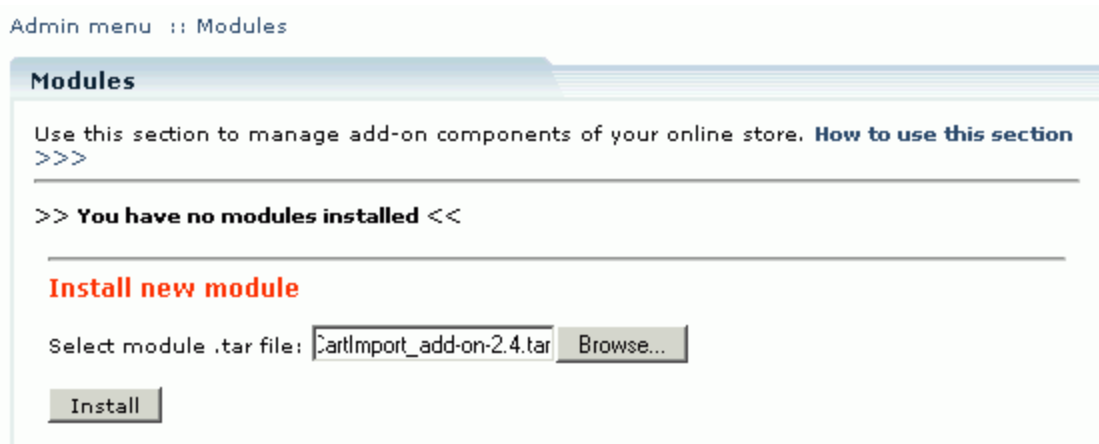 Admin menu :: Modules
Modules
Use this section to manage add-on components of your online store. How to use this section
>>>
>> You have no modules installed <<
Install new module
Select module .tar file: CartImport_add-on-2.4.tar Browse...
Install